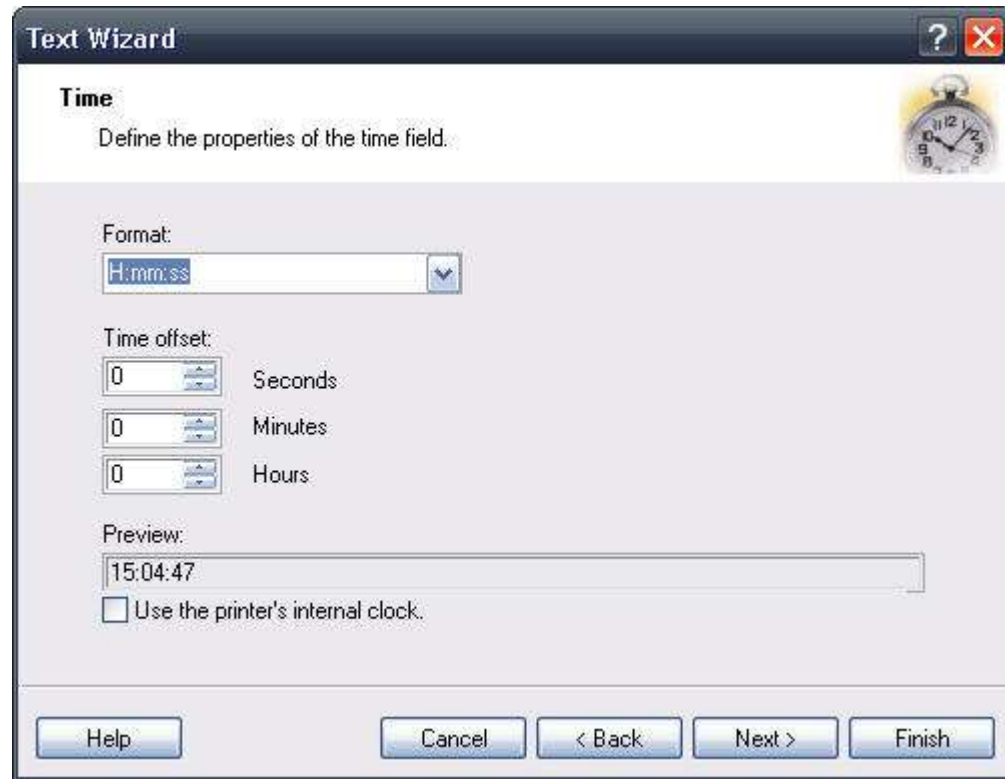 Text Wizard
Time
Define the properties of the time field.
Format:
H:mm:ss
Time offset:
0 Seconds
0 Minutes
0 Hours
Preview:
15:04:47
Use the printer's internal clock.
Help Cancel < Back Next > Finish